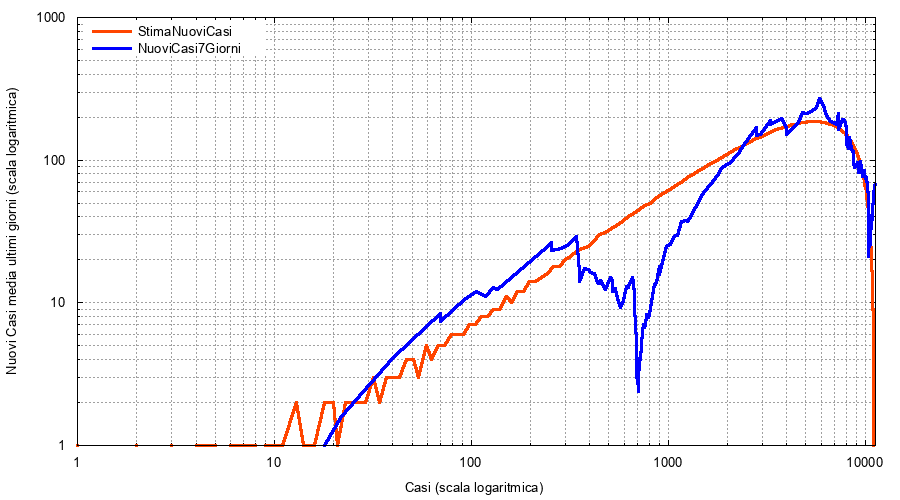 1000
100
10
1
StimaNuoviCasi
NuoviCasi7Giorni
Nuovi Casi media ultimi giorni (scala logaritmica)
1 10 100 1000 10000
Casi (scala logaritmica)